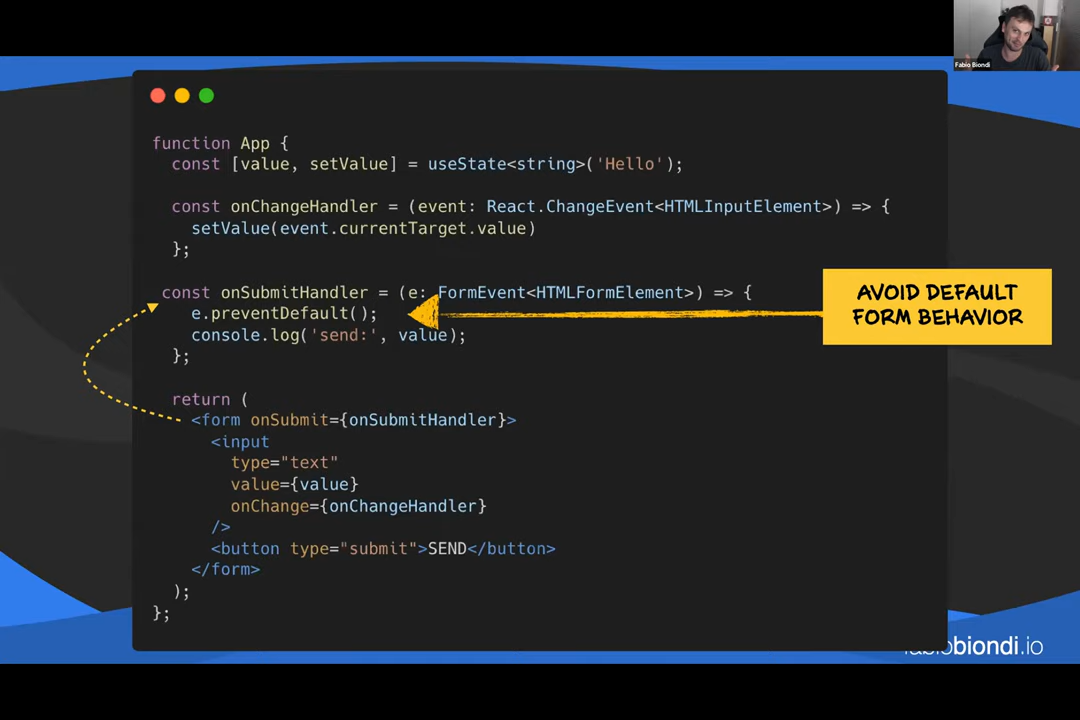 Fabio Biondi
function App {
const [value, setValue] = useState<string>('Hello');
const onChangeHandler = (event: React.ChangeEvent<HTMLInputElement>) => {
setValue(event.currentTarget.value)
};
const onSubmitHandler = (e: FormEvent<HTMLFormElement>) => {
e.preventDefault();
console.log('send:', value);
};
AVOID DEFAULT
FORM BEHAVIOR
return (
<form onSubmit={onSubmitHandler}>
<input
type="text"
value={value}
onChange={onChangeHandler}
/>
<button type="submit">SEND</button>
</form>
);
};
fabiobiondi.io